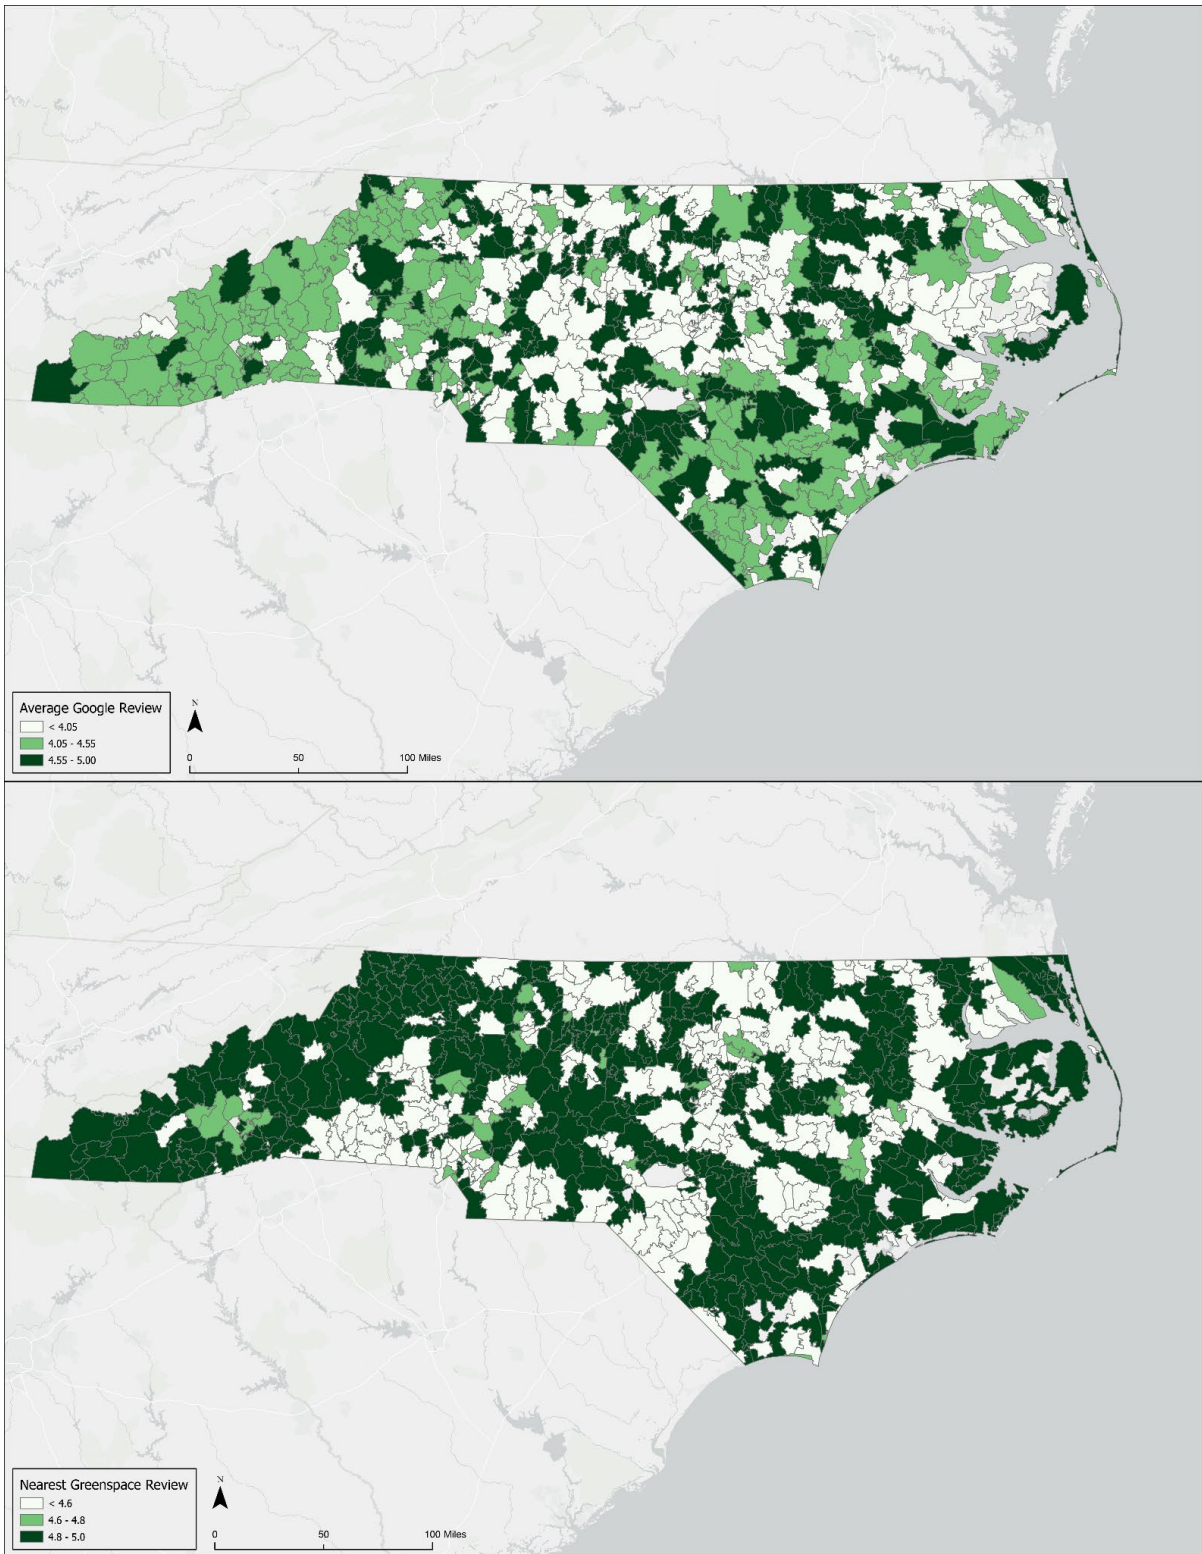 Average Google Review
< 4.05
4.05 - 4.55
4.55 - 5.00
N
0 50 100 Miles
Nearest Greenspace Review
< 4.6
4.6 - 4.8
4.8 - 5.0
N
0 50 100 Miles